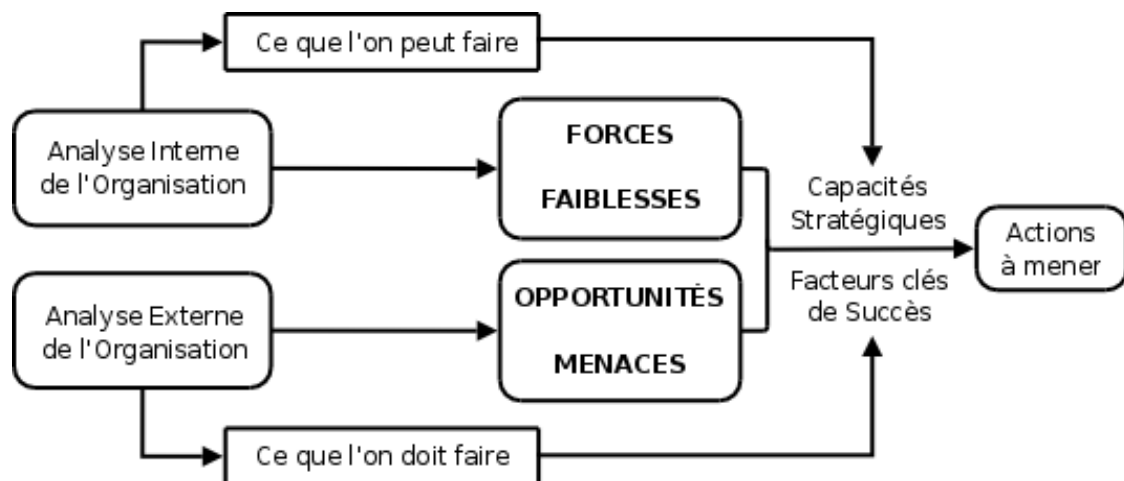 Ce que l'on peut faire
Analyse Interne
de l'Organisation
FORCES
FAIBLESSES
Capacités
Stratégiques
Actions
à mener
Analyse Externe
de l'Organisation
OPPORTUNITÉS
MENACES
Facteurs clés
de Succès
Ce que l'on doit faire